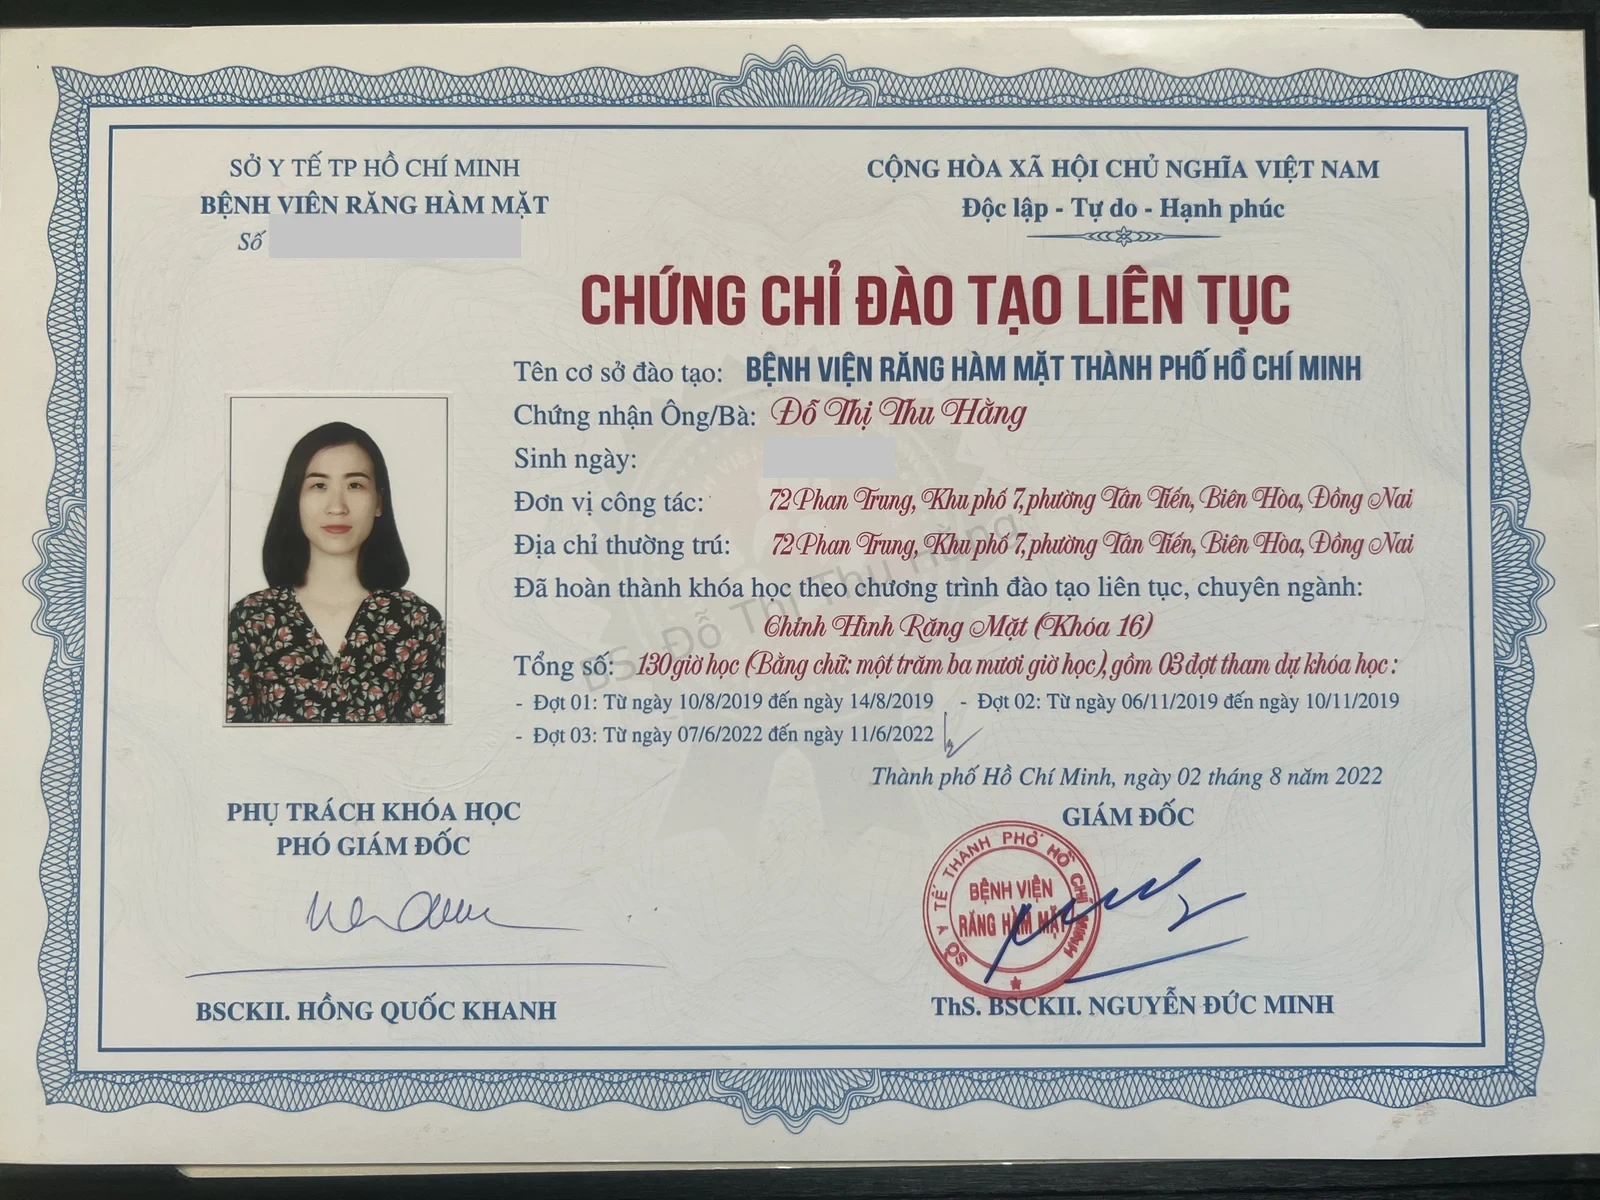 SỞ Y TẾ TP HỒ CHÍ MINH
BỆNH VIỆN RĂNG HÀM MẶT
Số
CỘNG HÒA XÃ HỘI CHỦ NGHĨA VIỆT NAM
Độc lập - Tự do - Hạnh phúc
CHỨNG CHỈ ĐÀO TẠO LIÊN TỤC
Tên cơ sở đào tạo: BỆNH VIỆN RĂNG HÀM MẶT THÀNH PHỐ HỒ CHÍ MINH
Chứng nhận Ông/Bà: Đỗ Thị Thu Hằng
Sinh ngày:
Đơn vị công tác: 72 Phan Trung, Khu phố 7, phường Tân Tiến, Biên Hòa, Đồng Nai
Địa chỉ thường trú: 72 Phan Trung, Khu phố 7, phường Tân Tiến, Biên Hòa, Đồng Nai
Đã hoàn thành khóa học theo chương trình đào tạo liên tục, chuyên ngành:
Chỉnh Hình Răng Mặt (Khóa 16)
Tổng số: 130 giờ học (Bằng chữ: một trăm ba mươi giờ học), gồm 03 đợt tham dự khóa học :
- Đợt 01: Từ ngày 10/8/2019 đến ngày 14/8/2019 - Đợt 02: Từ ngày 06/11/2019 đến ngày 10/11/2019
- Đợt 03: Từ ngày 07/6/2022 đến ngày 11/6/2022
BS. Đỗ Thị Thu Hằng
Thành phố Hồ Chí Minh, ngày 02 tháng 8 năm 2022
PHỤ TRÁCH KHÓA HỌC
PHÓ GIÁM ĐỐC
GIÁM ĐỐC
SỞ Y TẾ THÀNH PHỐ HỒ CHÍ MINH
BỆNH VIỆN
RĂNG HÀM MẶT
BSCKII. HỒNG QUỐC KHANH
ThS. BSCKII. NGUYỄN ĐỨC MINH